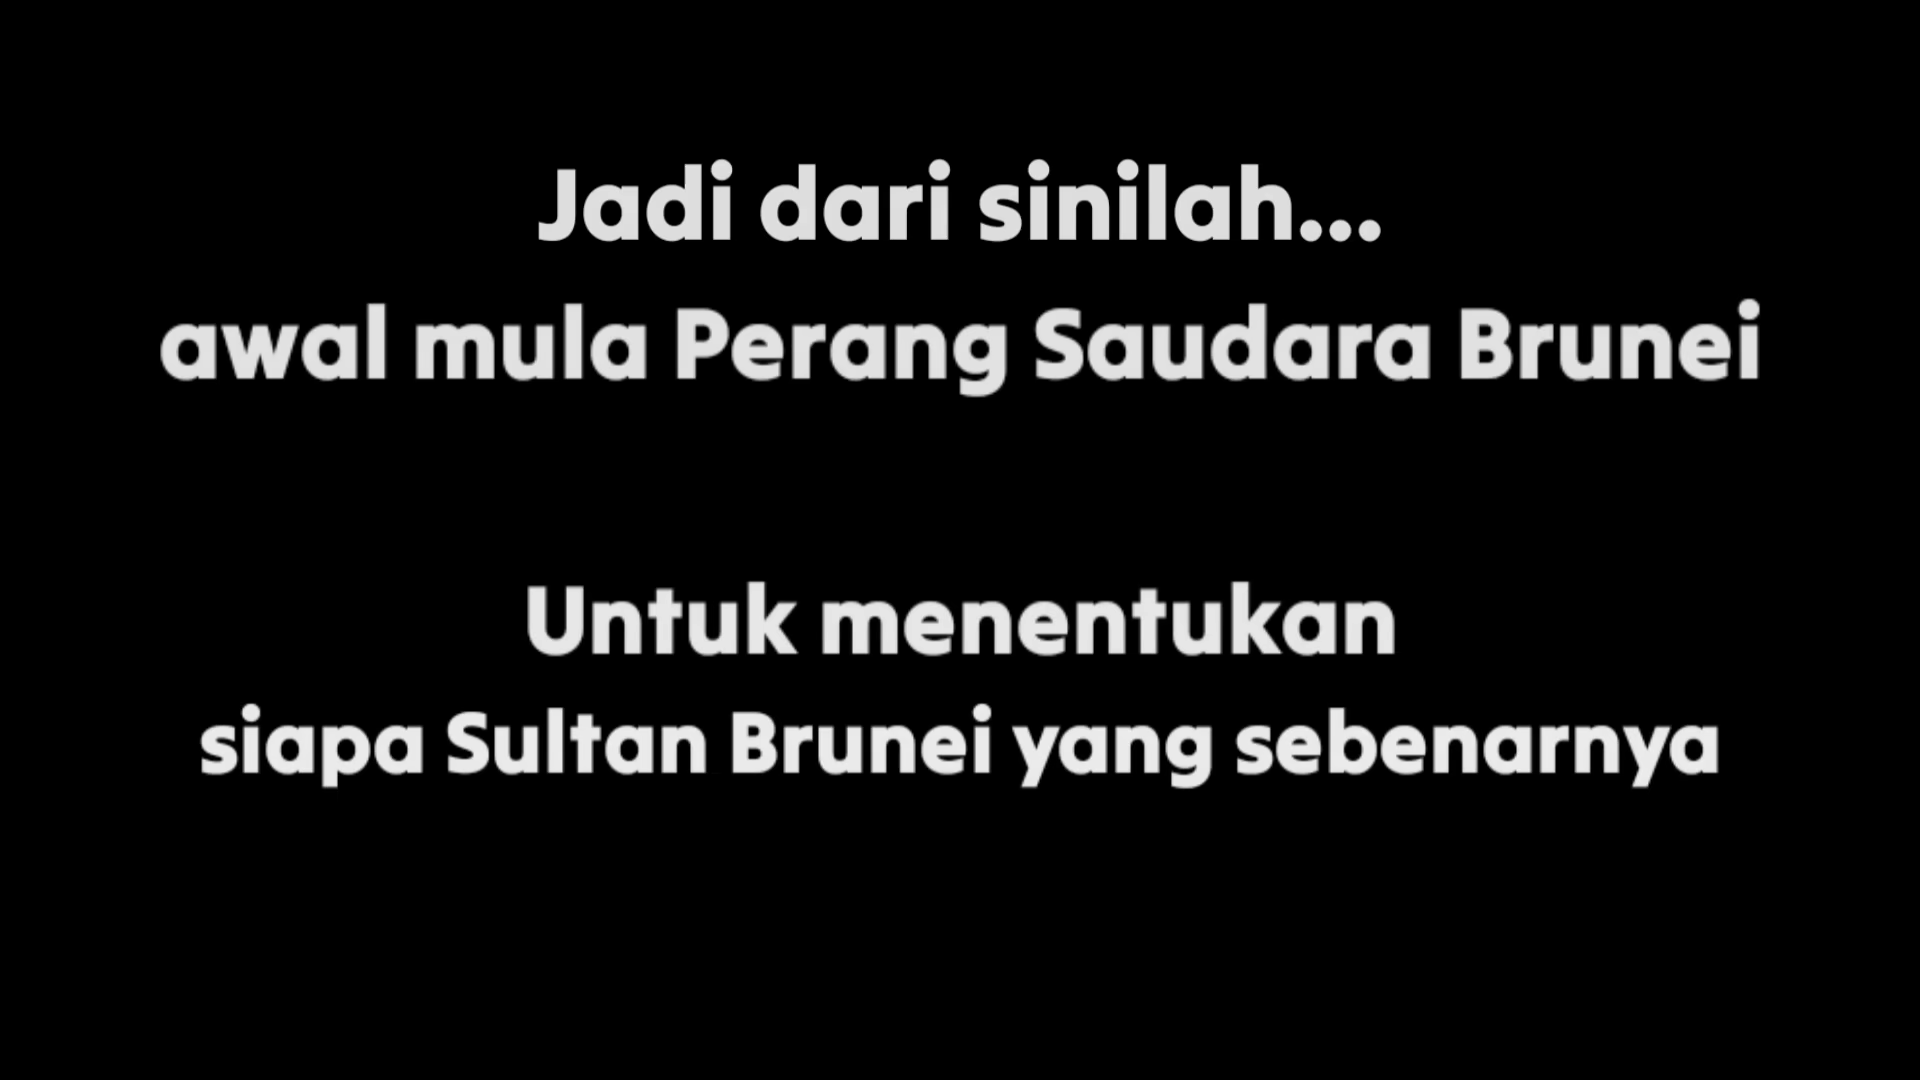 Jadi dari sinilah...
awal mula Perang Saudara Brunei
Untuk menentukan
siapa Sultan Brunei yang sebenarnya